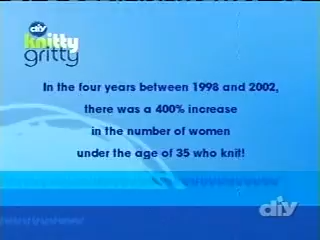 diy
knitty
gritty
In the four years between 1998 and 2002,
there was a 400% increase
in the number of women
under the age of 35 who knit!
diy